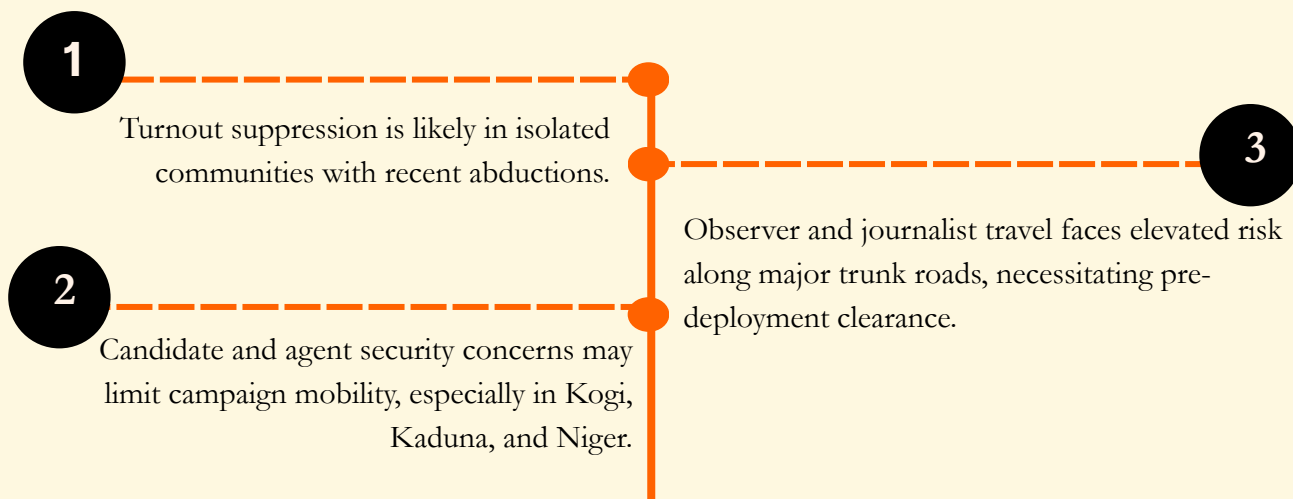 1
Turnout suppression is likely in isolated
communities with recent abductions.
2
Candidate and agent security concerns may
limit campaign mobility, especially in Kogi,
Kaduna, and Niger.
3
Observer and journalist travel faces elevated risk
along major trunk roads, necessitating pre-
deployment clearance.